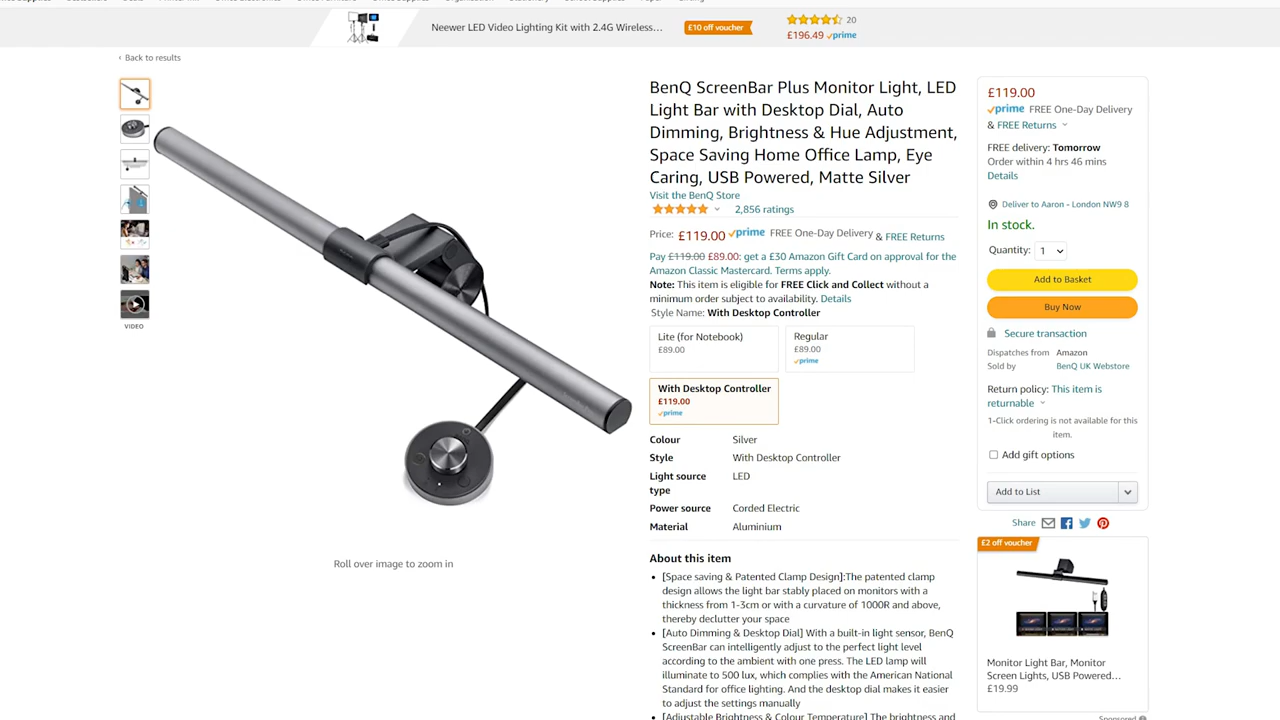 Neewer LED Video Lighting Kit with 2.4G Wireless…
£10 off voucher
20
£196.49 prime
‹ Back to results
VIDEO
Roll over image to zoom in
BenQ ScreenBar Plus Monitor Light, LED
Light Bar with Desktop Dial, Auto
Dimming, Brightness & Hue Adjustment,
Space Saving Home Office Lamp, Eye
Caring, USB Powered, Matte Silver
Visit the BenQ Store
2,856 ratings
Price: £119.00 prime FREE One-Day Delivery & FREE Returns
Pay £119.00 £89.00: get a £30 Amazon Gift Card on approval for the
Amazon Classic Mastercard. Terms apply.
Note: This item is eligible for FREE Click and Collect without a
minimum order subject to availability. Details
Style Name: With Desktop Controller
Lite (for Notebook)
£89.00
Regular
£89.00
prime
With Desktop Controller
£119.00
prime
Colour Silver
Style With Desktop Controller
Light source LED
type
Power source Corded Electric
Material Aluminium
About this item
• [Space saving & Patented Clamp Design]:The patented clamp
design allows the light bar stably placed on monitors with a
thickness from 1-3cm or with a curvature of 1000R and above,
thereby declutter your space
• [Auto Dimming & Desktop Dial] With a built-in light sensor, BenQ
ScreenBar can intelligently adjust to the perfect light level
according to the ambient with one press. The LED lamp will
illuminate to 500 lux, which complies with the American National
Standard for office lighting. And the desktop dial makes it easier
to adjust the settings manually
• [Adjustable Brightness & Colour Temperature] The brightness and
£119.00
prime FREE One-Day Delivery
& FREE Returns
FREE delivery: Tomorrow
Order within 4 hrs 46 mins
Details
Deliver to Aaron - London NW9 8
In stock.
Quantity: 1
Add to Basket
Buy Now
Secure transaction
Dispatches from Amazon
Sold by BenQ UK Webstore
Return policy: This item is
returnable
1-Click ordering is not available for this
item.
Add gift options
Add to List
Share
£2 off voucher
Monitor Light Bar, Monitor
Screen Lights, USB Powered…
£19.99
Sponsored